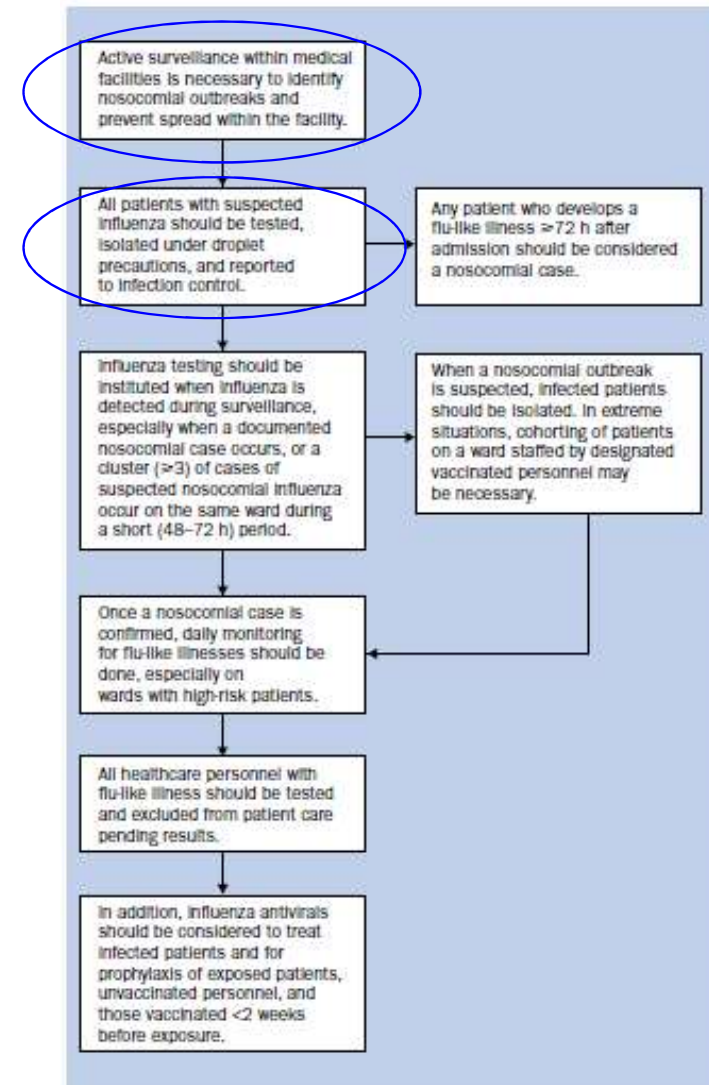 Active surveillance within medical
facilities is necessary to identify
nosocomial outbreaks and
prevent spread within the facility.
All patients with suspected
influenza should be tested,
isolated under droplet
precautions, and reported
to infection control.
Any patient who develops a
flu-like illness ≥72 h after
admission should be considered
a nosocomial case.
Influenza testing should be
instituted when influenza is
detected during surveillance,
especially when a documented
nosocomial case occurs, or a
cluster (≥3) of cases of
suspected nosocomial influenza
occur on the same ward during
a short (48–72 h) period.
When a nosocomial outbreak
is suspected, infected patients
should be isolated. In extreme
situations, cohorting of patients
on a ward staffed by designated
vaccinated personnel may
be necessary.
Once a nosocomial case is
confirmed, daily monitoring
for flu-like illnesses should be
done, especially on
wards with high-risk patients.
All healthcare personnel with
flu-like illness should be tested
and excluded from patient care
pending results.
In addition, influenza antivirals
should be considered to treat
infected patients and for
prophylaxis of exposed patients,
unvaccinated personnel, and
those vaccinated <2 weeks
before exposure.